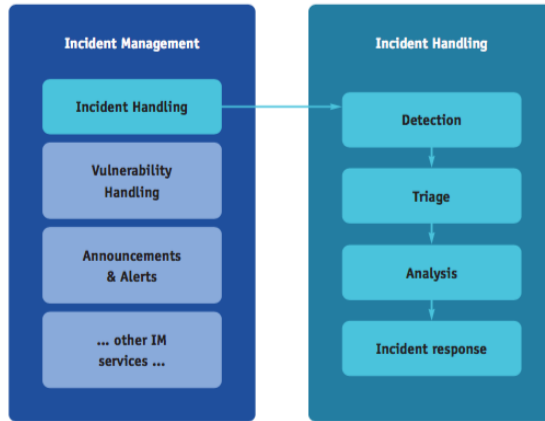 Incident Management
Incident Handling
Vulnerability
Handling
Announcements
& Alerts
... other IM
services ...
Incident Handling
Detection
Triage
Analysis
Incident response